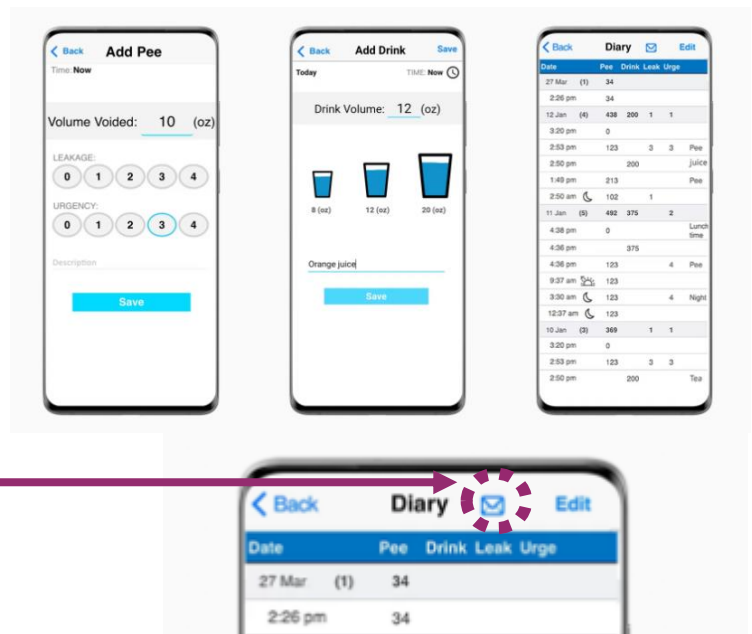 Back Add Pee
Time: Now
Volume Voided: 10 (oz)
LEAKAGE:
0 1 2 3 4
URGENCY:
0 1 2 3 4
Description
Save
Back Add Drink Save
Today TIME: Now
Drink Volume: 12 (oz)
8 (oz) 12 (oz) 20 (oz)
Orange juice
Save
Back Diary Edit
Date Pee Drink Leak Urge
27 Mar (1) 34
2:26 pm 34
12 Jan (4) 438 200 1 1
3:20 pm 0
2:53 pm 123 3 3 Pee
2:50 pm 200 juice
1:49 pm 213 Pee
2:50 am 102 1
11 Jan (5) 492 375 2
4:38 pm 0 Lunch
time
4:36 pm 375
4:36 pm 123 4 Pee
9:37 am 123
3:30 am 123 4 Night
12:37 am 123
10 Jan (3) 369 1 1
3:20 pm 0
2:53 pm 123 3 3
2:50 pm 200 Tea
Back Diary Edit
Date Pee Drink Leak Urge
27 Mar (1) 34
2:26 pm 34